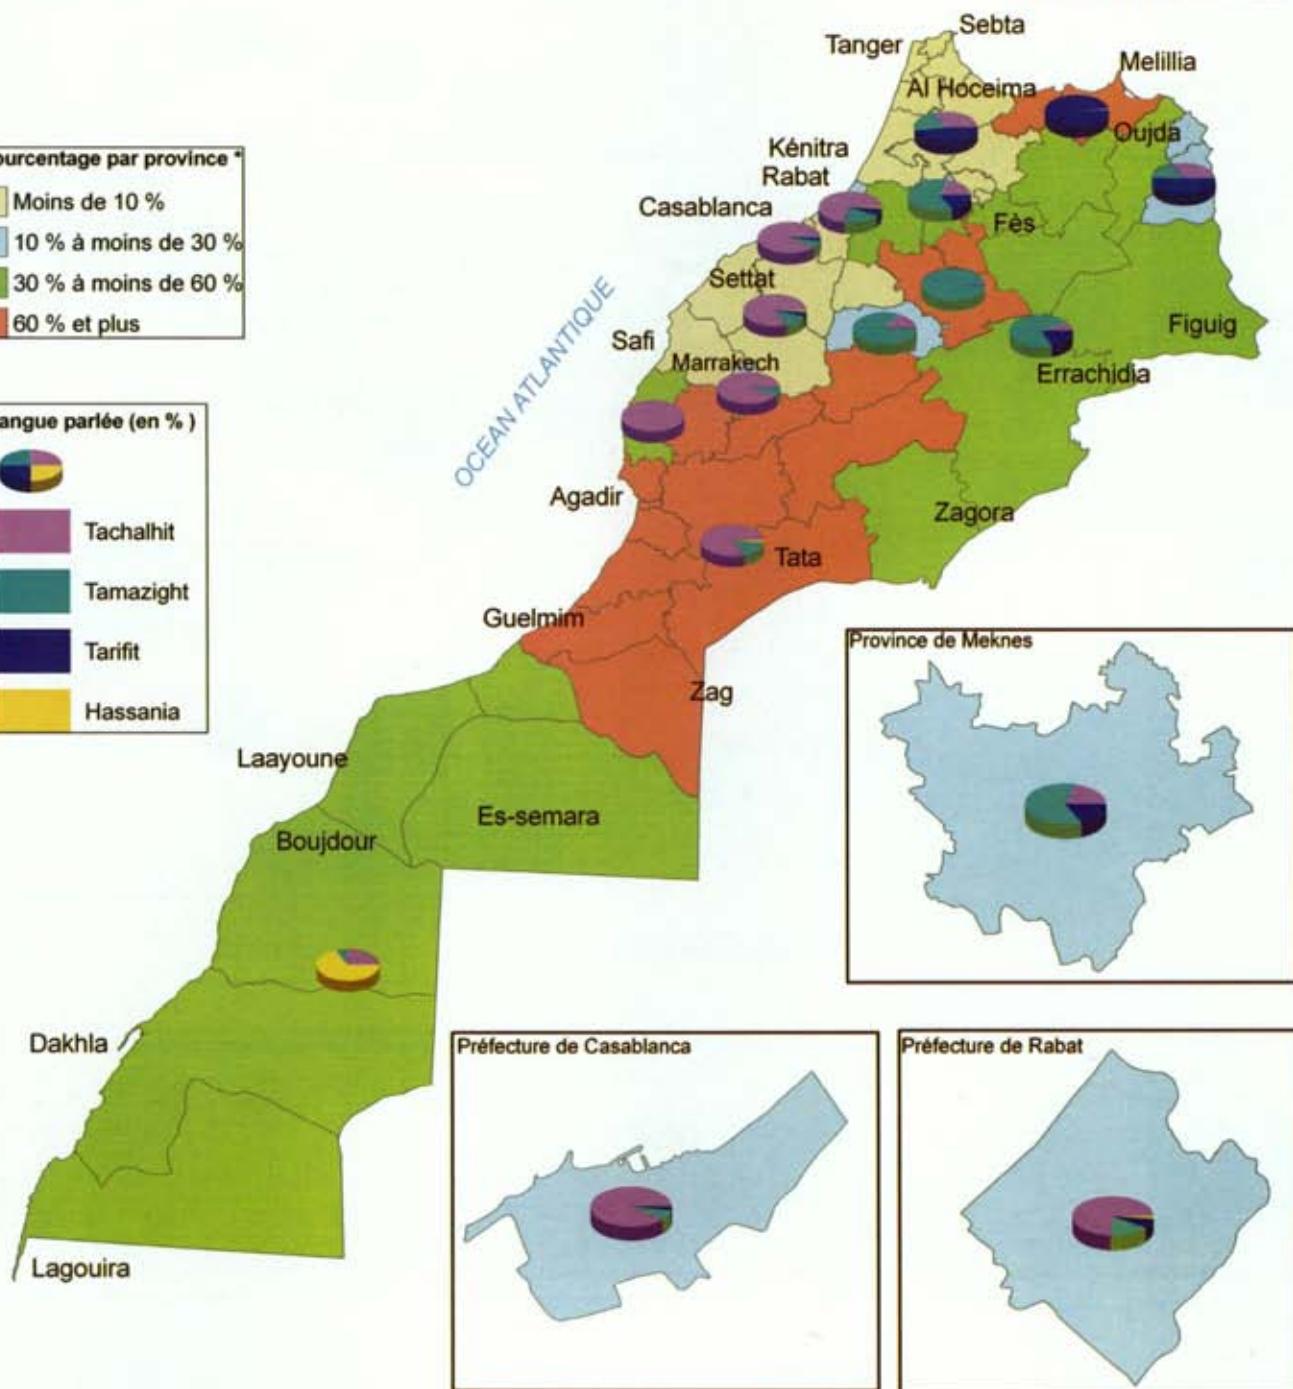 ourcentage par province *
Moins de 10 %
10 % à moins de 30 %
30 % à moins de 60 %
60 % et plus
angue parlée (en % )
Tachalhit
Tamazight
Tarifit
Hassania
Sebta
Tanger
Melillia
Al Hoceima
Oujda
Kénitra
Rabat
Casablanca
Fès
Settat
Figuig
Safi
Marrakech
Errachidia
OCEAN ATLANTIQUE
Agadir
Zagora
Tata
Guelmim
Zag
Laayoune
Es-semara
Boujdour
Dakhla
Lagouira
Province de Meknes
Préfecture de Casablanca
Préfecture de Rabat